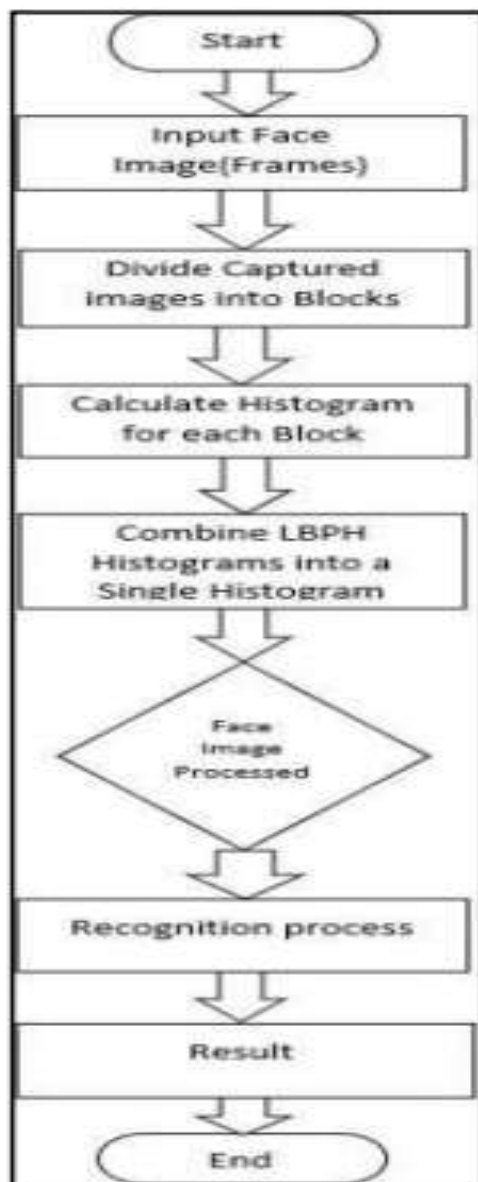 Start
Input Face
Image(Frames)
Divide Captured
images into Blocks
Calculate Histogram
for each Block
Combine LBPH
Histograms into a
Single Histogram
Face
Image
Processed
Recognition process
Result
End